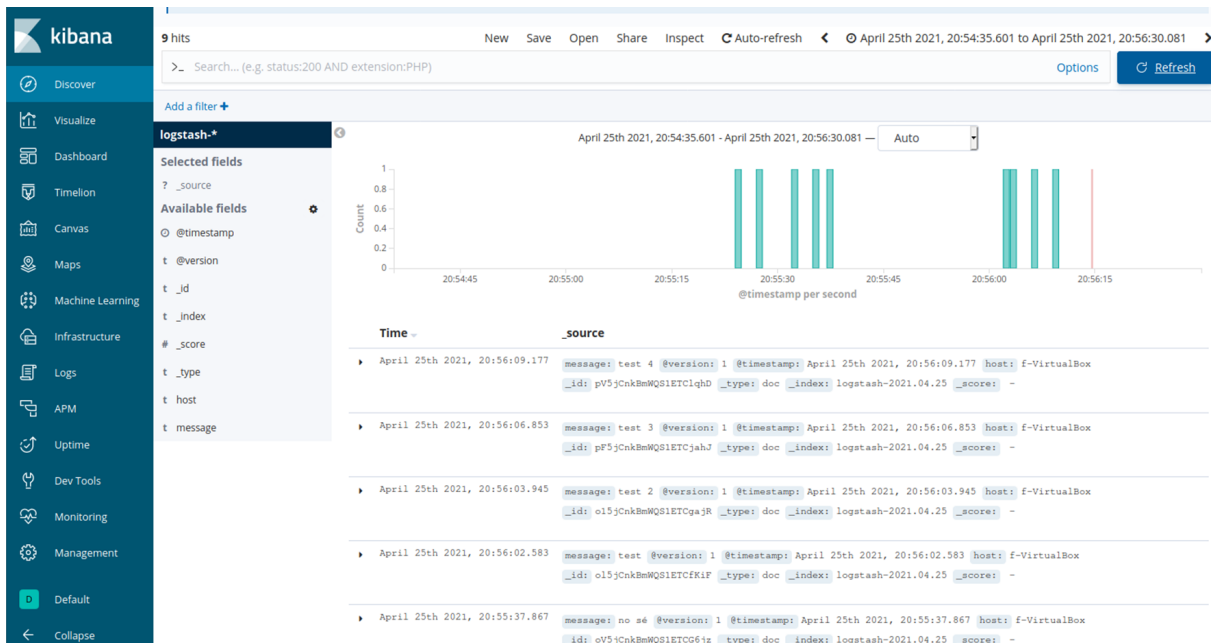 kibana
Discover
Visualize
Dashboard
Timelion
Canvas
Maps
Machine Learning
Infrastructure
Logs
APM
Uptime
Dev Tools
Monitoring
Management
D Default
Collapse
9 hits
New Save Open Share Inspect Auto-refresh April 25th 2021, 20:54:35.601 to April 25th 2021, 20:56:30.081
>_ Search... (e.g. status:200 AND extension:PHP) Options Refresh
Add a filter +
logstash-*
Selected fields
? _source
Available fields
@timestamp
t @version
t _id
t _index
# _score
t _type
t host
t message
April 25th 2021, 20:54:35.601 - April 25th 2021, 20:56:30.081 — Auto
Count
1
0.8
0.6
0.4
0.2
0
20:54:45 20:55:00 20:55:15 20:55:30 20:55:45 20:56:00 20:56:15
@timestamp per second
Time _source
April 25th 2021, 20:56:09.177 message: test 4 @version: 1 @timestamp: April 25th 2021, 20:56:09.177 host: f-VirtualBox
_id: pV5jCnkBmWQS1ETClqhD _type: doc _index: logstash-2021.04.25 _score: -
April 25th 2021, 20:56:06.853 message: test 3 @version: 1 @timestamp: April 25th 2021, 20:56:06.853 host: f-VirtualBox
_id: pF5jCnkBmWQS1ETCjahJ _type: doc _index: logstash-2021.04.25 _score: -
April 25th 2021, 20:56:03.945 message: test 2 @version: 1 @timestamp: April 25th 2021, 20:56:03.945 host: f-VirtualBox
_id: o15jCnkBmWQS1ETCgajR _type: doc _index: logstash-2021.04.25 _score: -
April 25th 2021, 20:56:02.583 message: test @version: 1 @timestamp: April 25th 2021, 20:56:02.583 host: f-VirtualBox
_id: ol5jCnkBmWQS1ETCfKiF _type: doc _index: logstash-2021.04.25 _score: -
April 25th 2021, 20:55:37.867 message: no sé @version: 1 @timestamp: April 25th 2021, 20:55:37.867 host: f-VirtualBox
_id: oV5jCnkBmWQS1ETCG6jz _type: doc _index: logstash-2021.04.25 _score: -